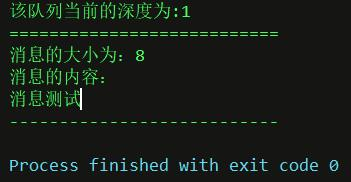 该队列当前的深度为:1
===========================
消息的大小为：8
消息的内容：
消息测试
---------------------------
Process finished with exit code 0